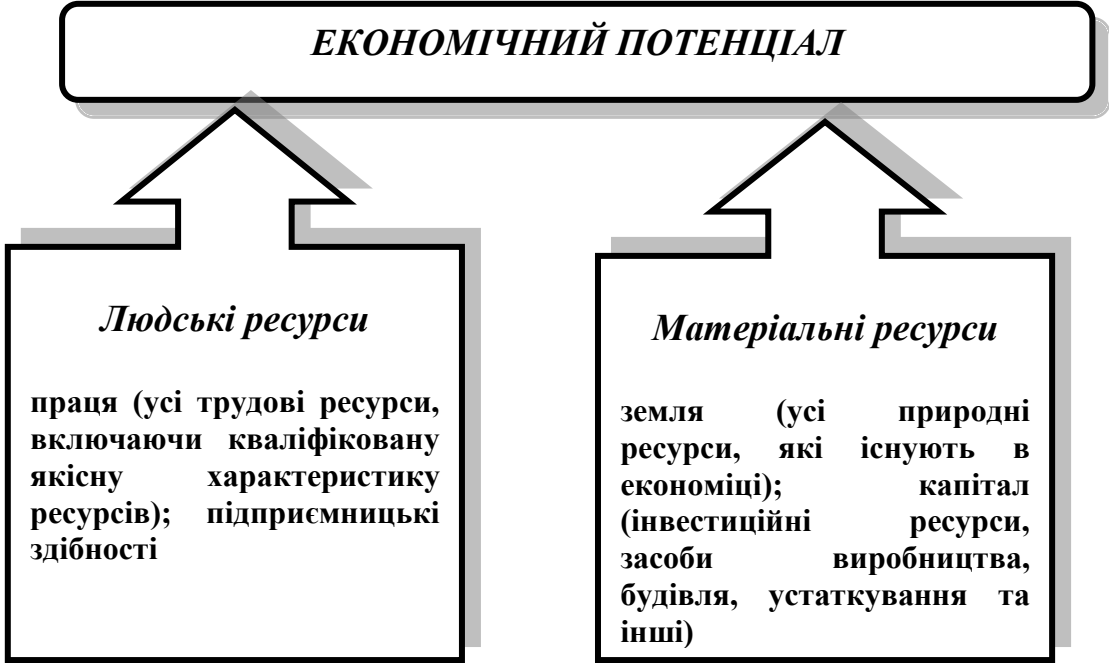 ЕКОНОМІЧНИЙ ПОТЕНЦІАЛ
Людські ресурси
праця (усі трудові ресурси,
включаючи кваліфіковану
якісну характеристику
ресурсів); підприємницькі
здібності
Матеріальні ресурси
земля (усі природні
ресурси, які існують в
економіці); капітал
(інвестиційні ресурси,
засоби виробництва,
будівля, устаткування та
інші)